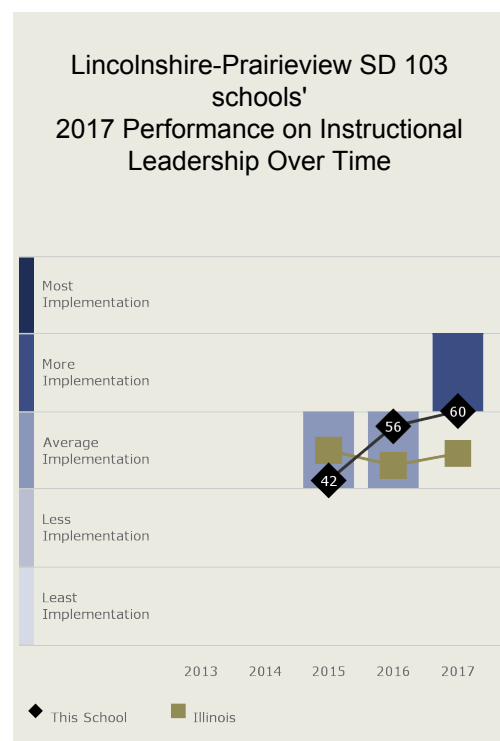 Lincolnshire-Prairieview SD 103
schools'
2017 Performance on Instructional
Leadership Over Time
Most
Implementation
More
Implementation
60
56
Average
Implementation
42
Less
Implementation
Least
Implementation
2013 2014 2015 2016 2017
This School Illinois